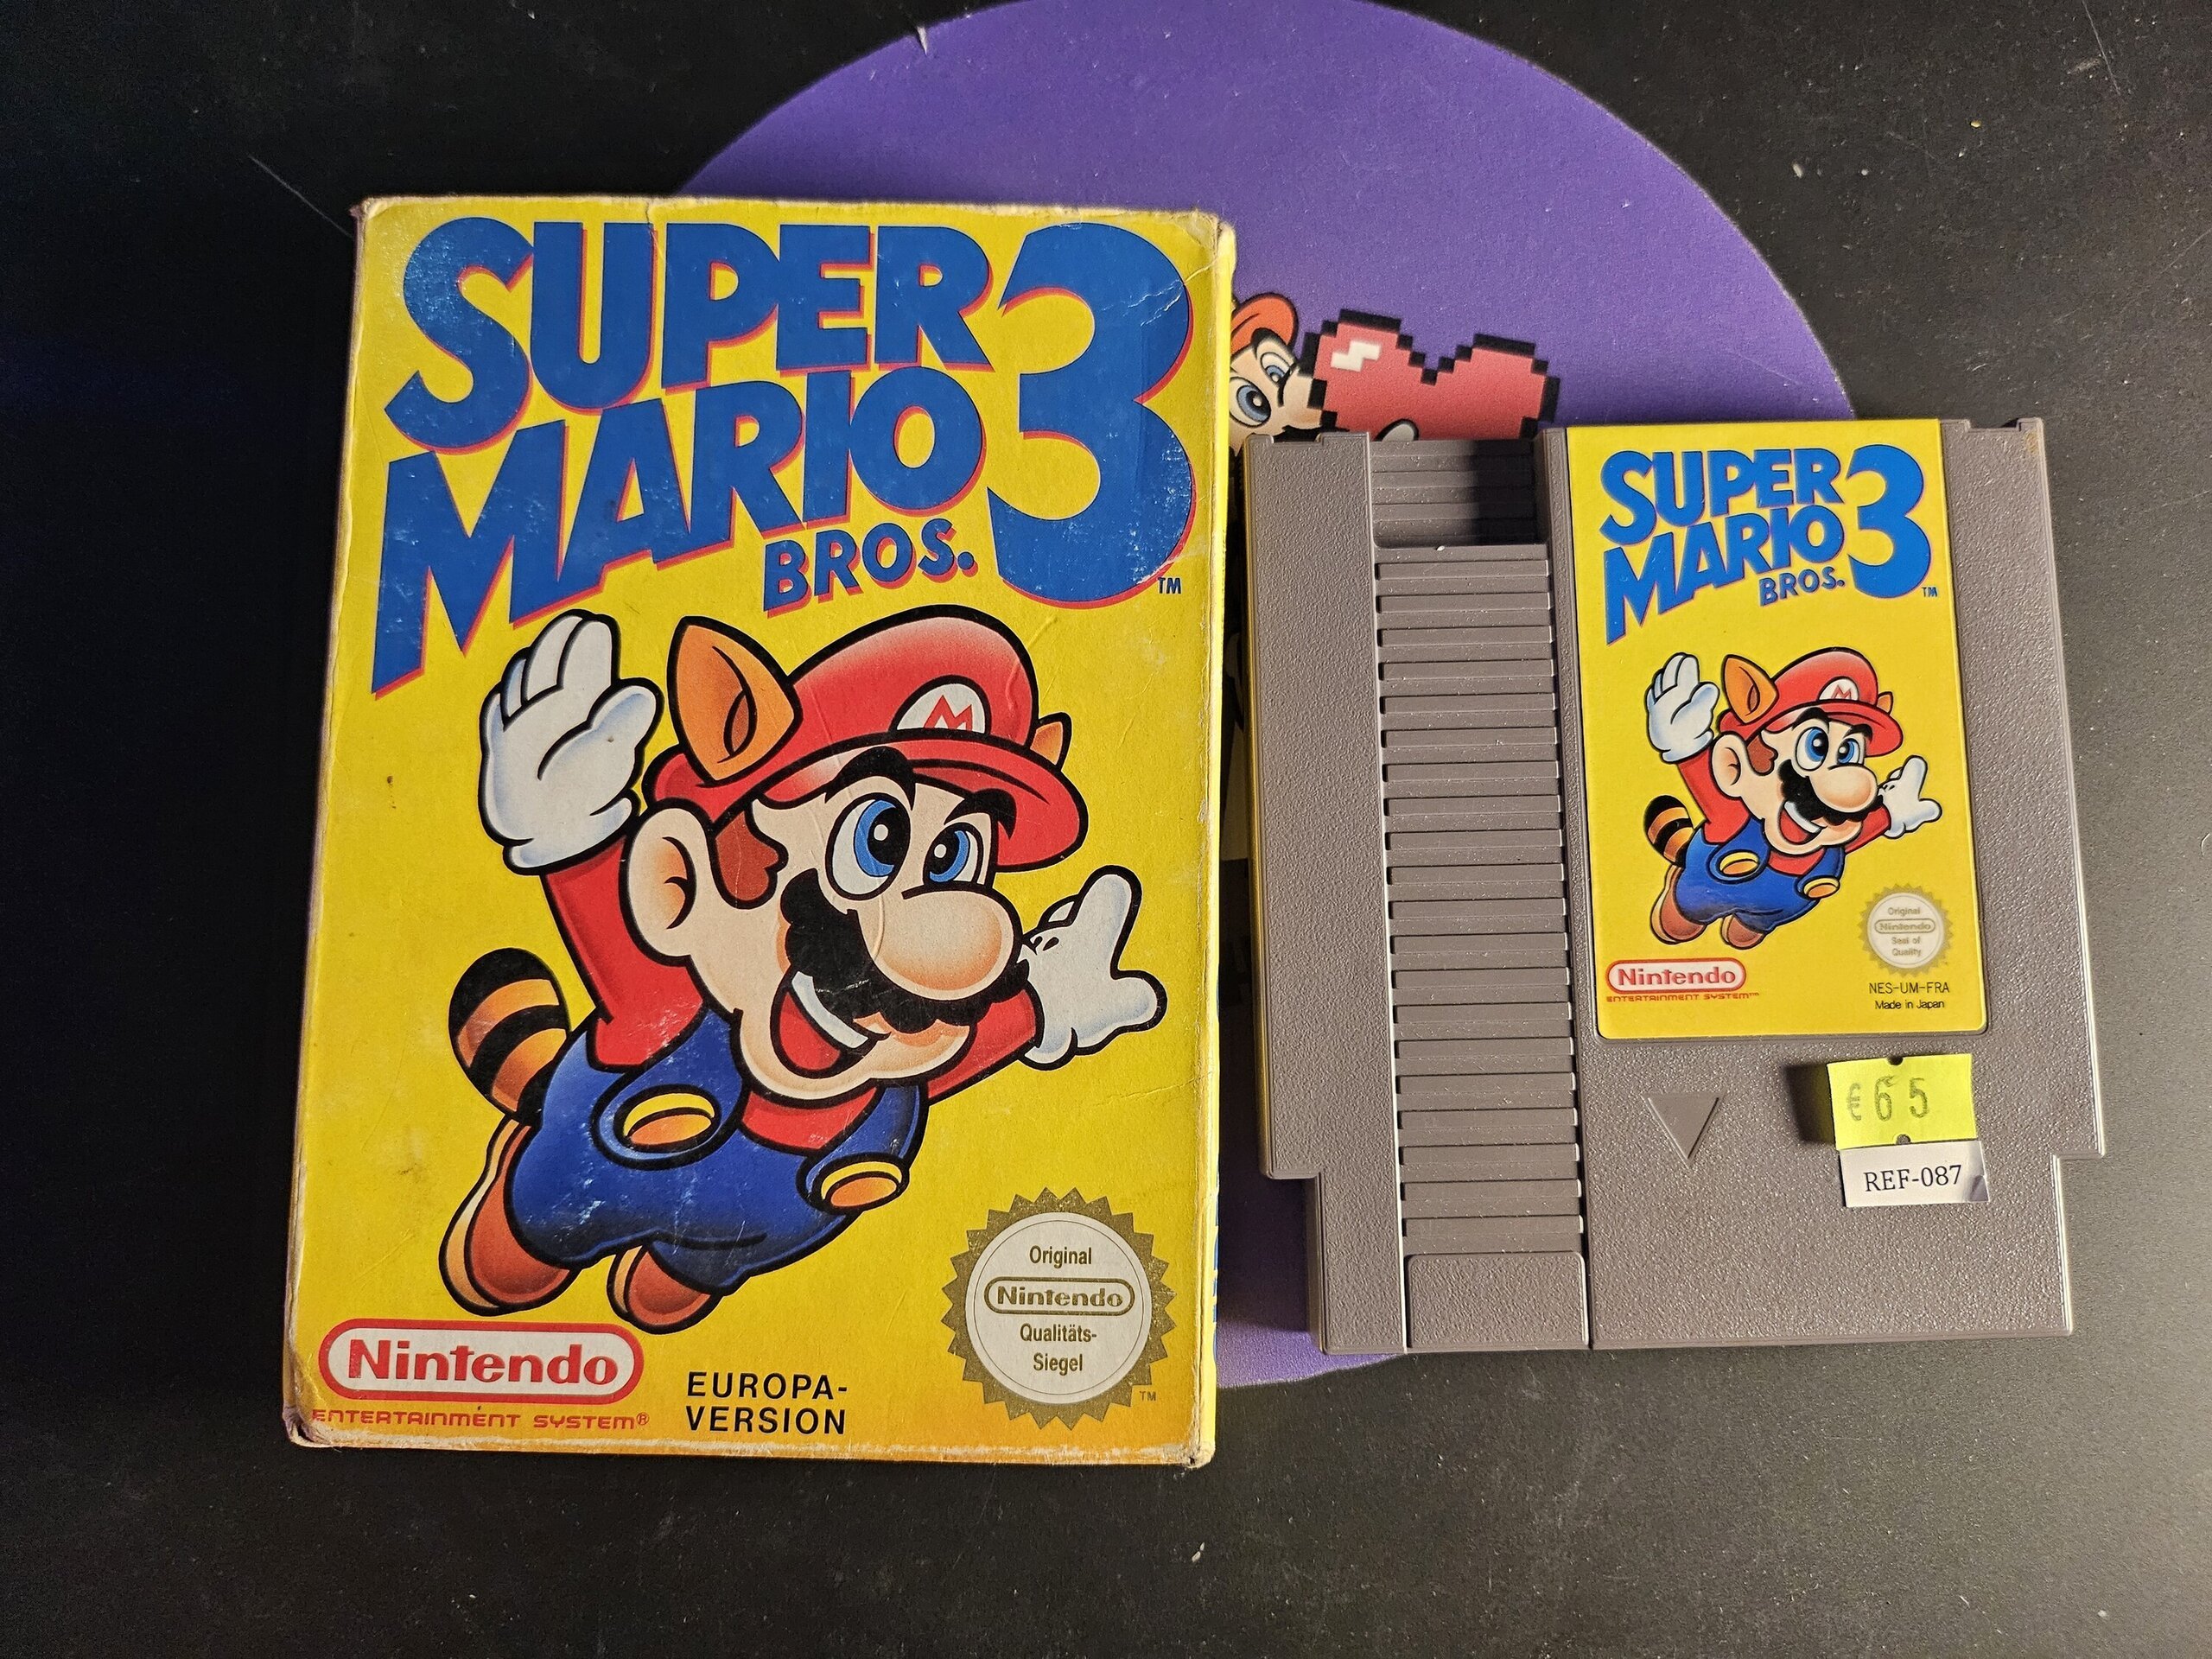 SUPER
MARIO
BROS.
3
TM
M
Original
Nintendo
Qualitäts-
Siegel
TM
Nintendo
ENTERTAINMENT SYSTEM®
EUROPA-
VERSION
SUPER
MARIO
BROS.
3
TM
M
Original
Nintendo
Seal of
Quality
Nintendo
ENTERTAINMENT SYSTEM™
NES-UM-FRA
Made in Japan
€65
REF-087